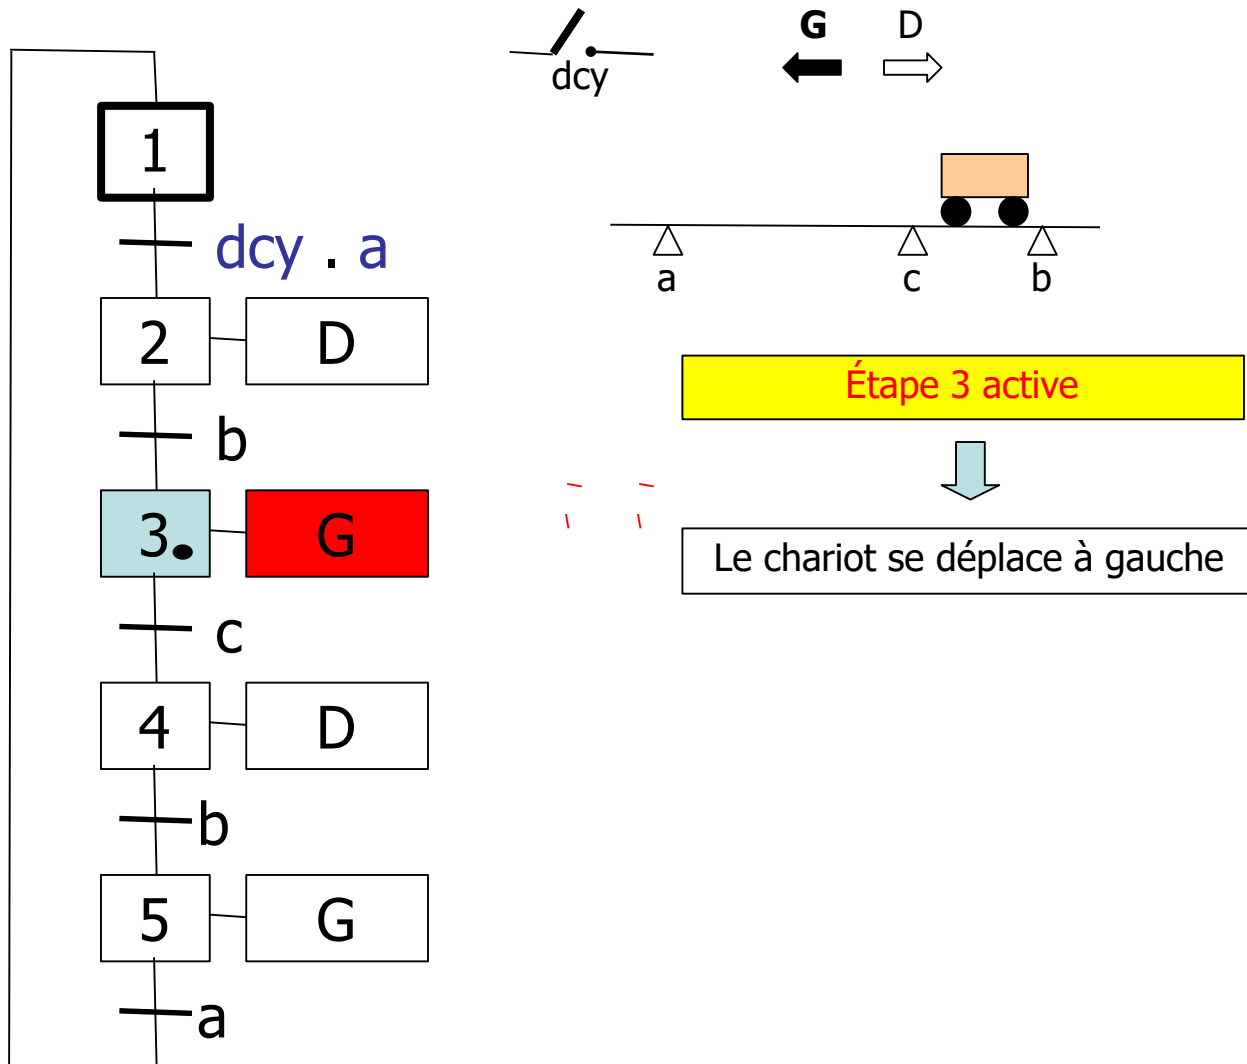 dcy
G D
1
dcy . a
a c b
2 D
Étape 3 active
b
3 G
Le chariot se déplace à gauche
c
4 D
b
5 G
a